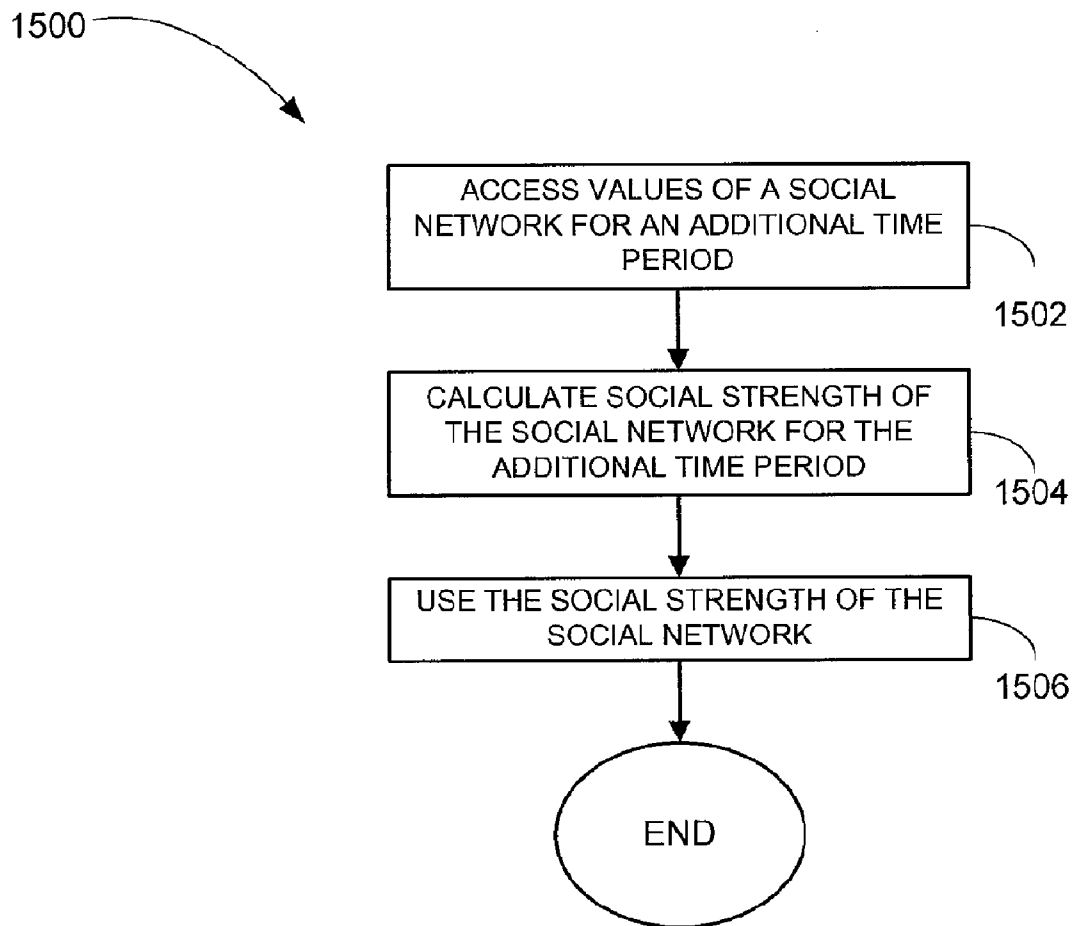 1500
ACCESS VALUES OF A SOCIAL
NETWORK FOR AN ADDITIONAL TIME
PERIOD
1502
CALCULATE SOCIAL STRENGTH OF
THE SOCIAL NETWORK FOR THE
ADDITIONAL TIME PERIOD
1504
USE THE SOCIAL STRENGTH OF THE
SOCIAL NETWORK
1506
END